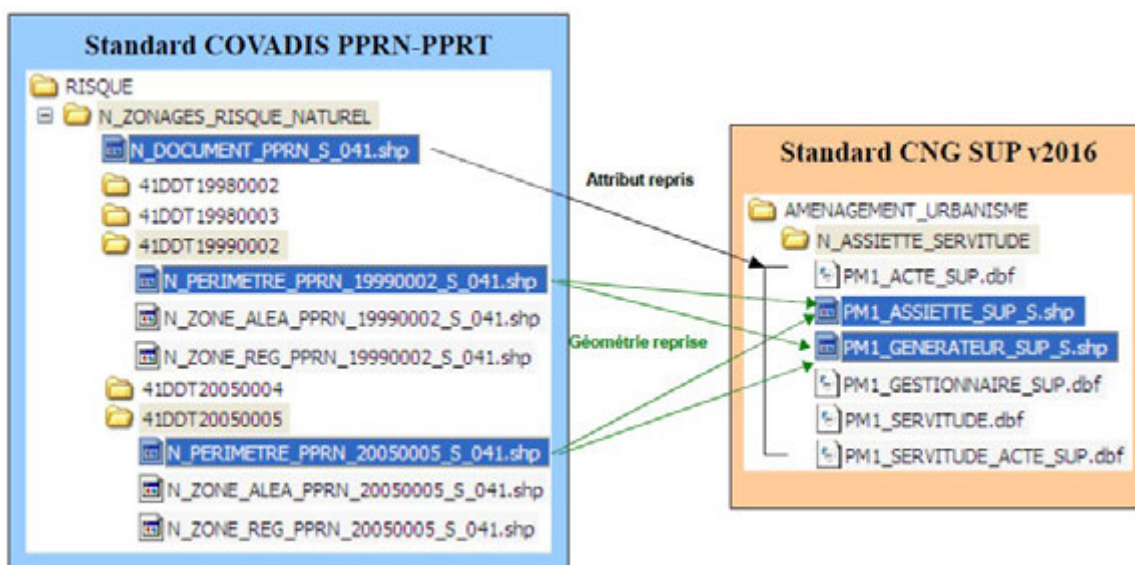 Standard COVADIS PPRN-PPRT
RISQUE
N_ZONAGES_RISQUE_NATUREL
N_DOCUMENT_PPRN_S_041.shp
41DDT19980002
41DDT19980003
41DDT19990002
N_PERIMETRE_PPRN_19990002_S_041.shp
N_ZONE_ALEA_PPRN_19990002_S_041.shp
N_ZONE_REG_PPRN_19990002_S_041.shp
41DDT20050004
41DDT20050005
N_PERIMETRE_PPRN_20050005_S_041.shp
N_ZONE_ALEA_PPRN_20050005_S_041.shp
N_ZONE_REG_PPRN_20050005_S_041.shp
Attribut repris
Géométrie reprise
Standard CNG SUP v2016
AMENAGEMENT_URBANISME
N_ASSIETTE_SERVITUDE
PM1_ACTE_SUP.dbf
PM1_ASSIETTE_SUP_S.shp
PM1_GENERATEUR_SUP_S.shp
PM1_GESTIONNAIRE_SUP.dbf
PM1_SERVITUDE.dbf
PM1_SERVITUDE_ACTE_SUP.dbf